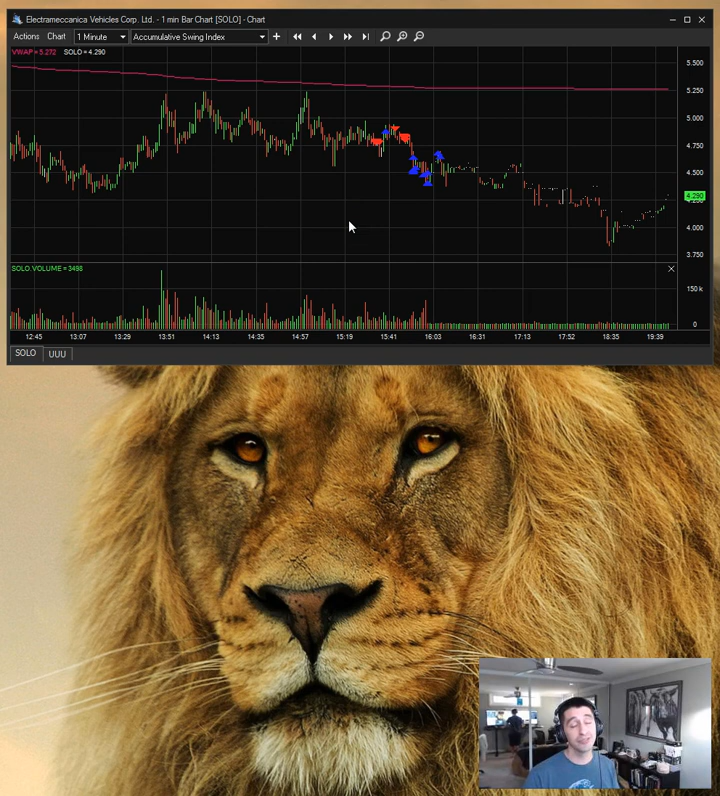 Electrameccanica Vehicles Corp. Ltd. - 1 min Bar Chart [SOLO] - Chart
Actions Chart 1 Minute Accumulative Swing Index
VWAP = 5.272 SOLO = 4.290
5.500
5.250
5.000
4.750
4.500
4.290
4.000
3.750
SOLO.VOLUME = 3498
150 k
0
12:45 13:07 13:29 13:51 14:13 14:35 14:57 15:19 15:41 16:03 16:31 17:13 17:52 18:35 19:39
SOLO UUU